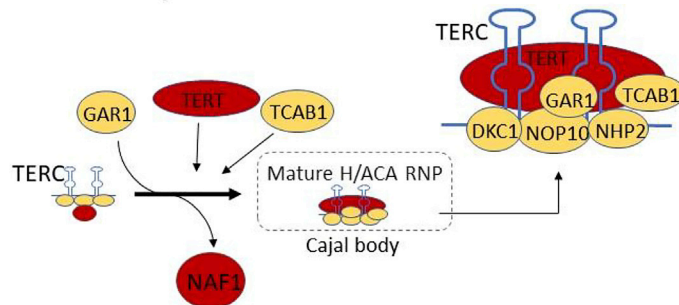 TERC
TERT
GAR1
TCAB1
DKC1
NOP10
NHP2
GAR1
TERT
TCAB1
TERC
Mature H/ACA RNP
Cajal body
NAF1